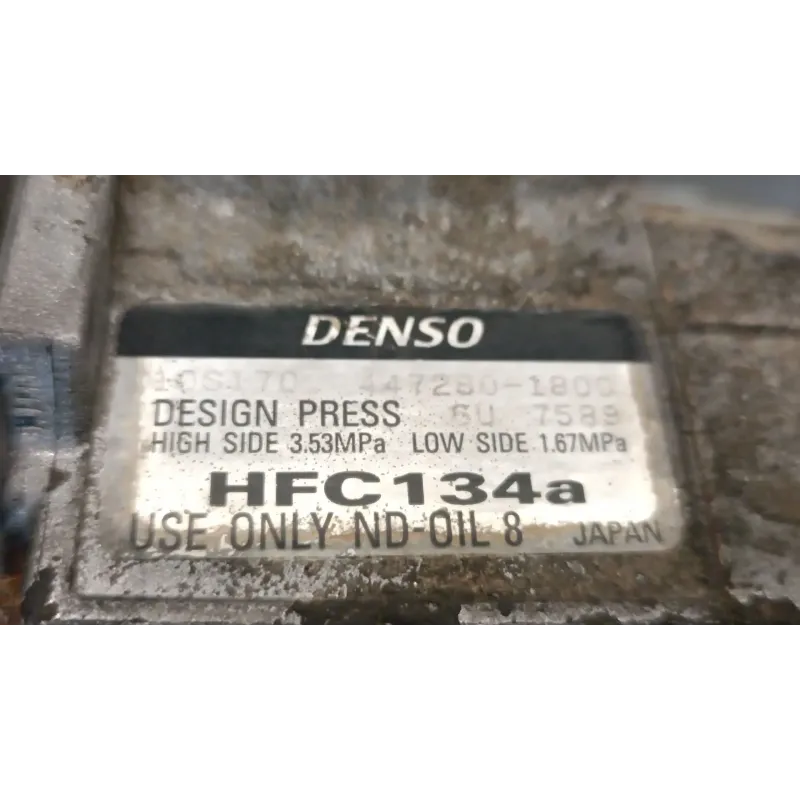 DENSO
10S17C 447280-1800
DESIGN PRESS 7589
HIGH SIDE 3.53MPa LOW SIDE 1.67MPa
HFC134a
USE ONLY ND-OIL 8 JAPAN